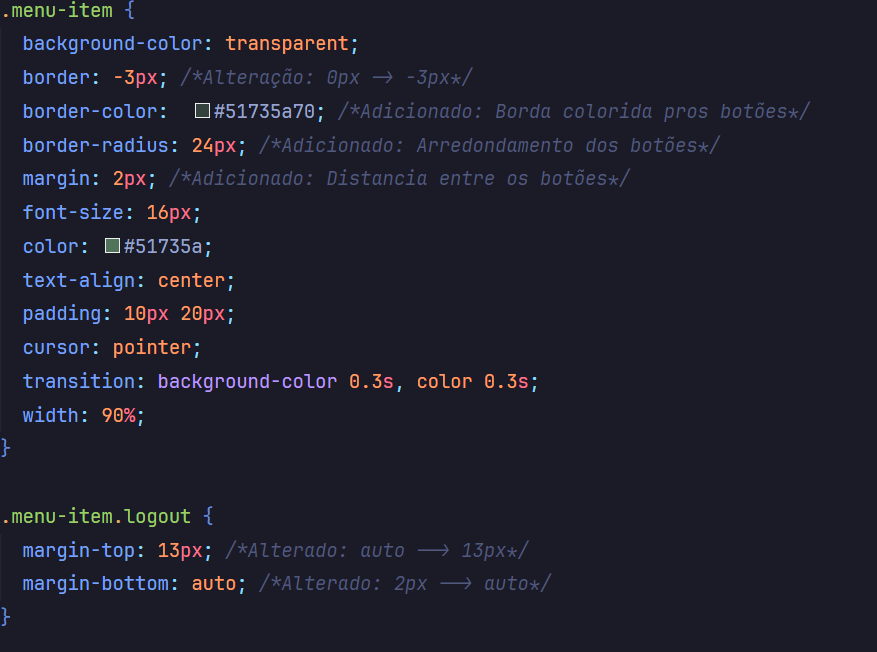 .menu-item {
background-color: transparent;
border: -3px; /*Alteração: 0px -> -3px*/
border-color: #51735a70; /*Adicionado: Borda colorida pros botões*/
border-radius: 24px; /*Adicionado: Arredondamento dos botões*/
margin: 2px; /*Adicionado: Distancia entre os botões*/
font-size: 16px;
color: #51735a;
text-align: center;
padding: 10px 20px;
cursor: pointer;
transition: background-color 0.3s, color 0.3s;
width: 90%;
}
.menu-item.logout {
margin-top: 13px; /*Alterado: auto --> 13px*/
margin-bottom: auto; /*Alterado: 2px --> auto*/
}